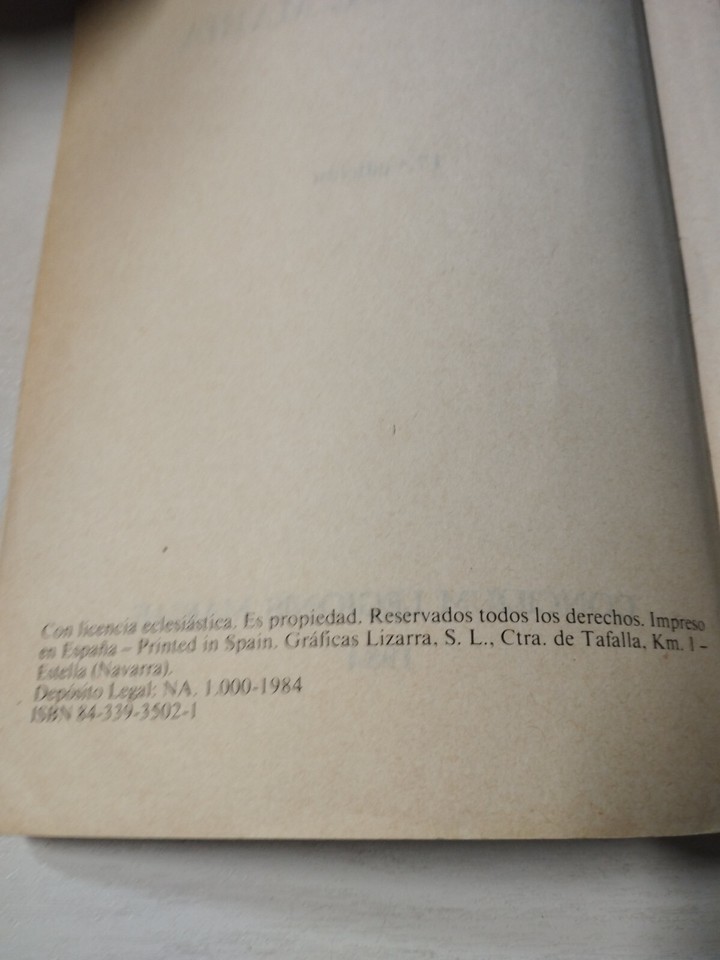 Con licencia eclesiástica. Es propiedad. Reservados todos los derechos. Impreso
en España – Printed in Spain. Gráficas Lizarra, S. L., Ctra. de Tafalla, Km. 1 –
Estella (Navarra).
Depósito Legal: NA. 1.000-1984
ISBN 84-339-3502-1